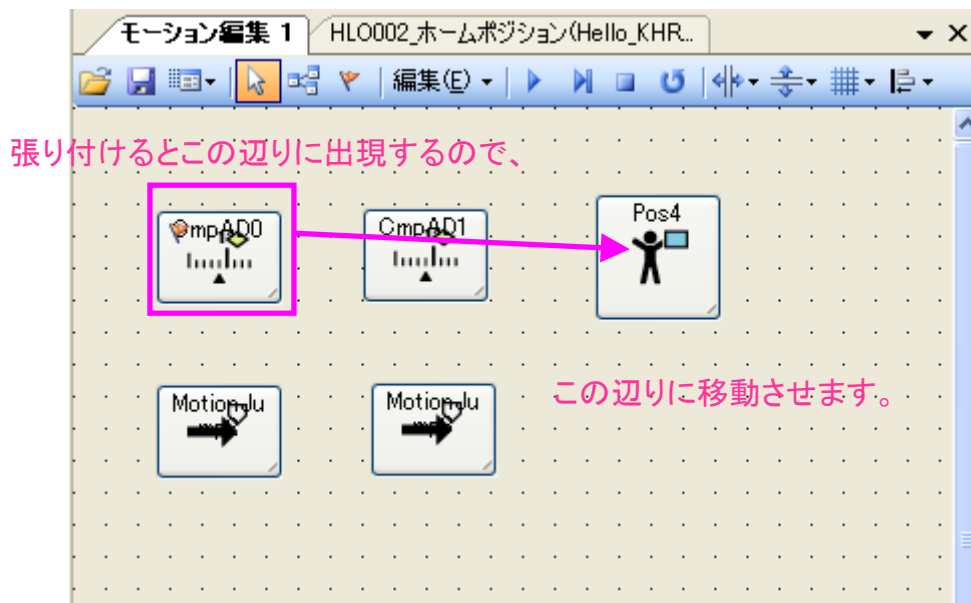 モーション編集 1
HLO002_ホームポジション(Hello_KHR...
編集(E)
張り付けるとこの辺りに出現するので、
CmpAD0
CmpAD1
Pos4
この辺りに移動させます。
MotionJu
MotionJu